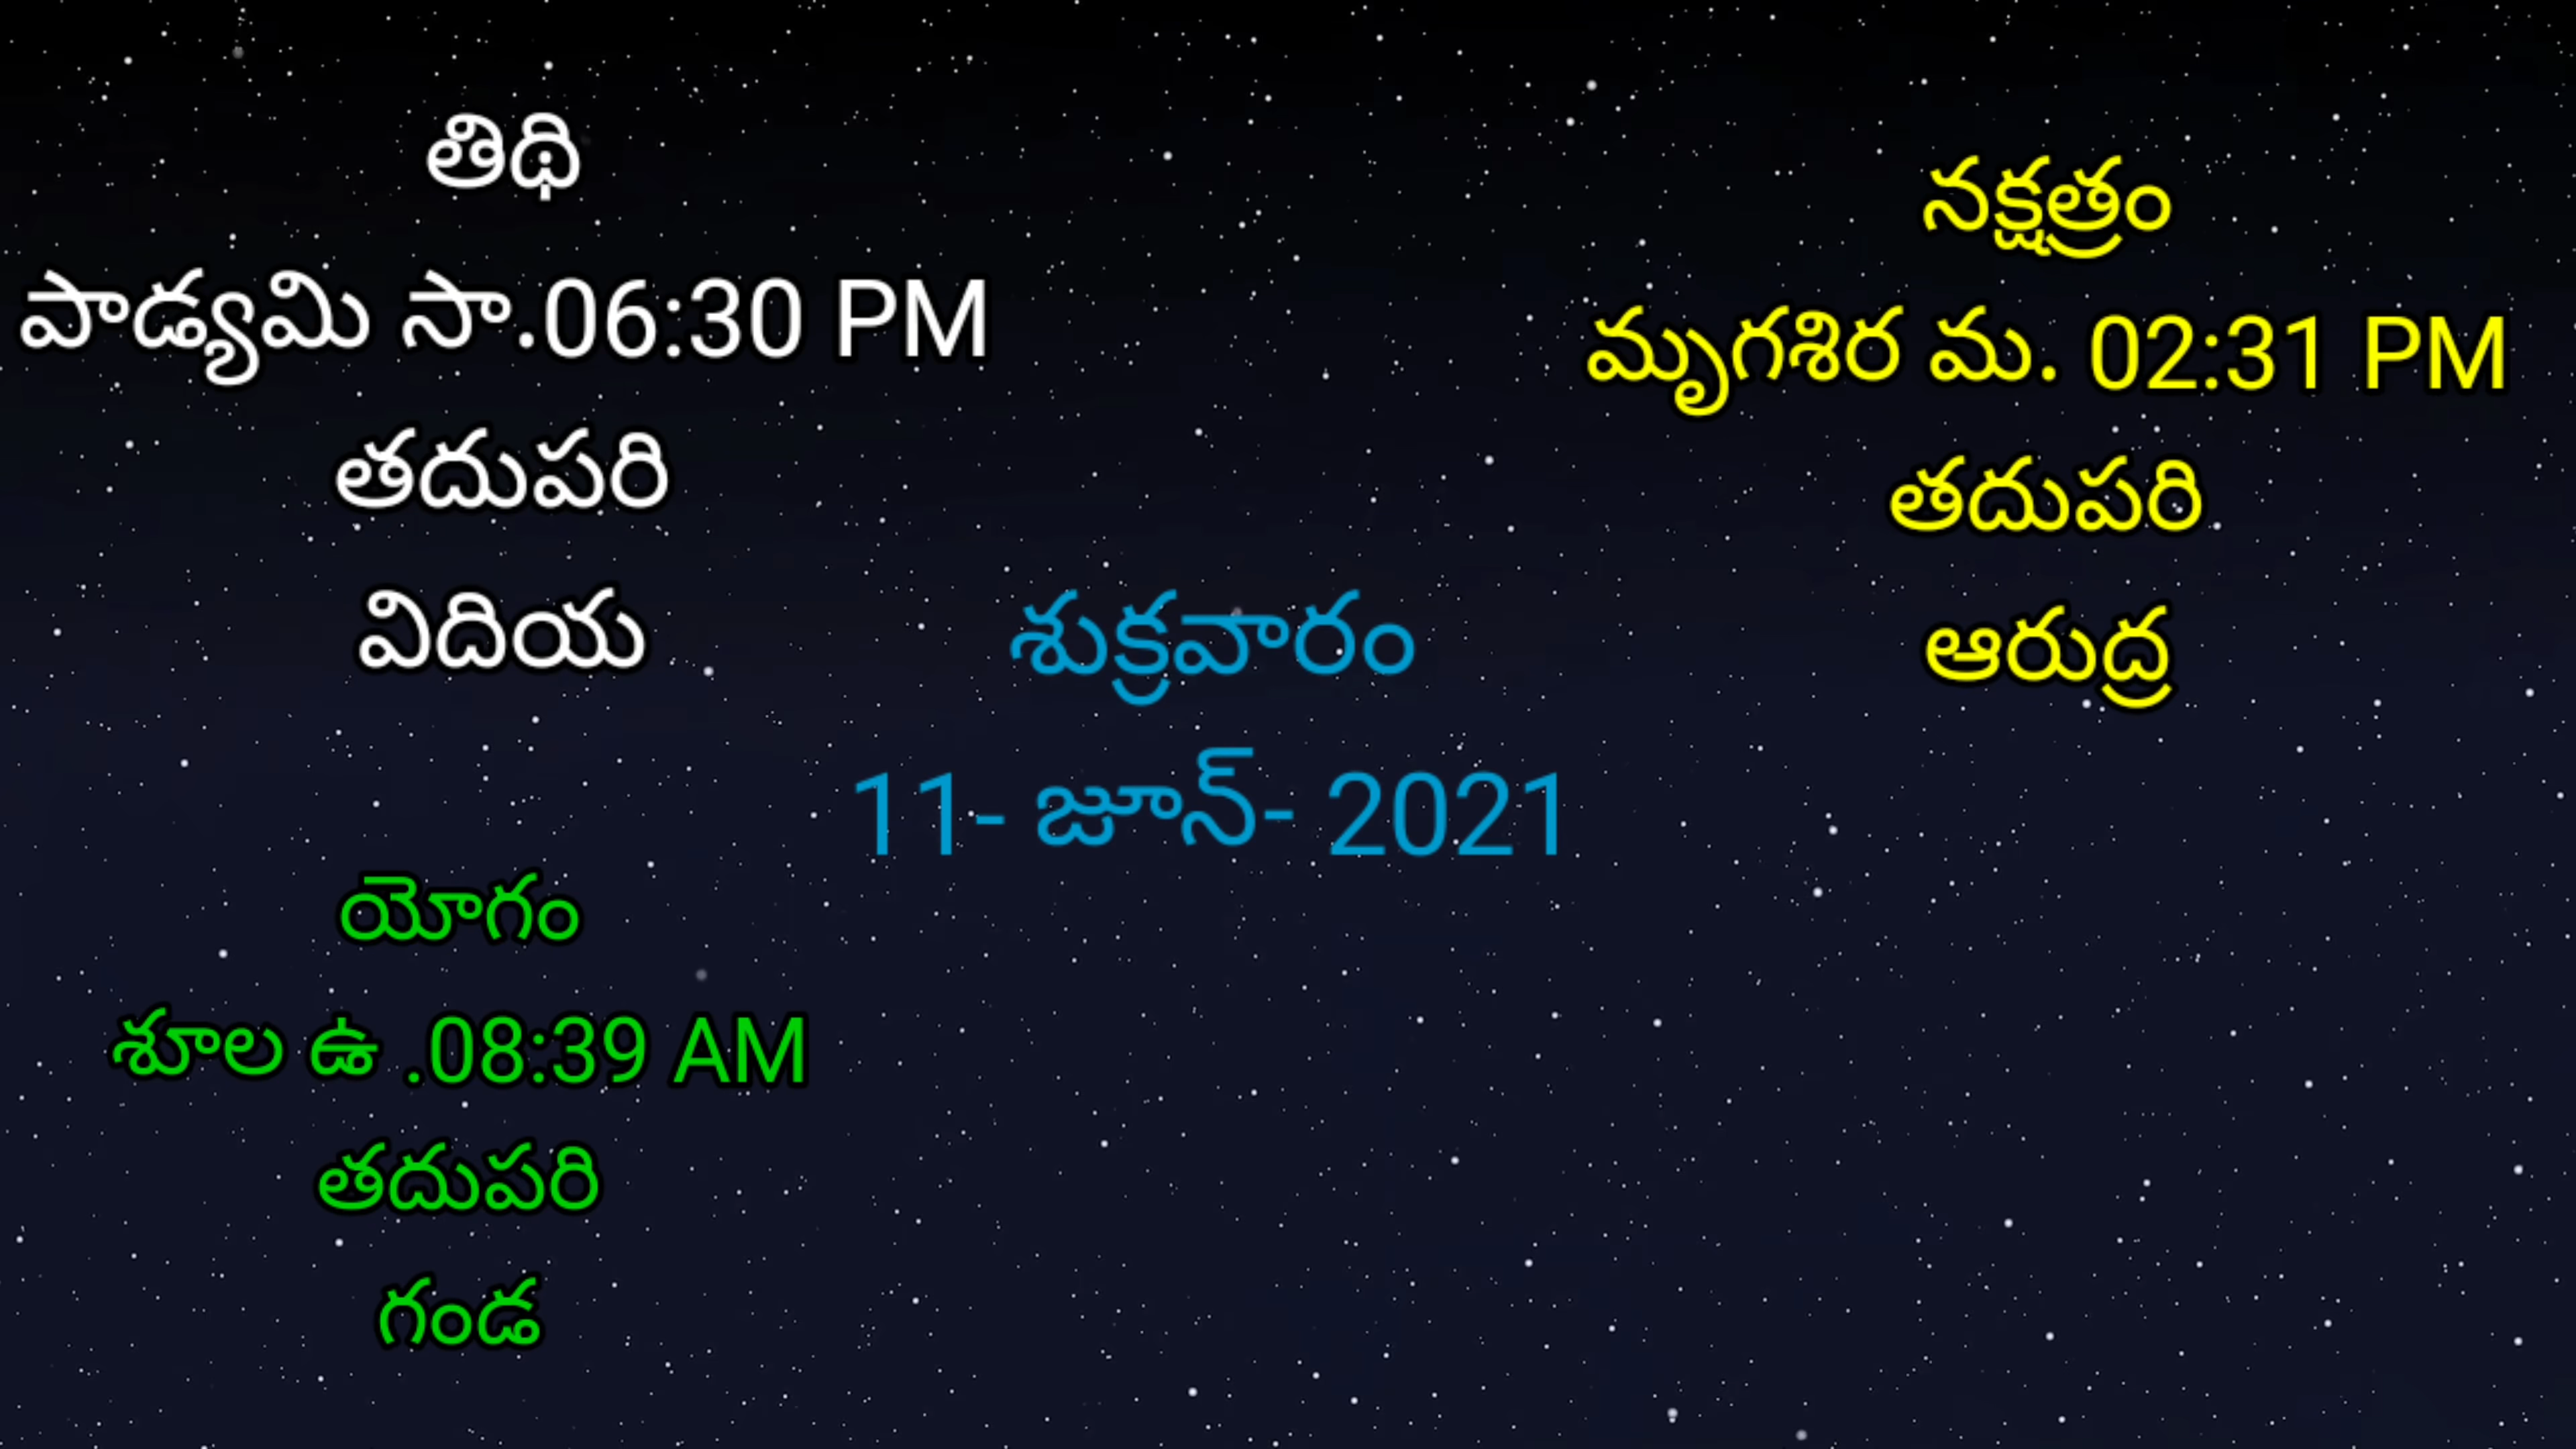 తిథి
పాడ్యమి సా.06:30 PM
తదుపరి
విదియ
నక్షత్రం
మృగశిర మ. 02:31 PM
తదుపరి
ఆరుద్ర
శుక్రవారం
11- జూన్- 2021
యోగం
శూల ఉ .08:39 AM
తదుపరి
గండ